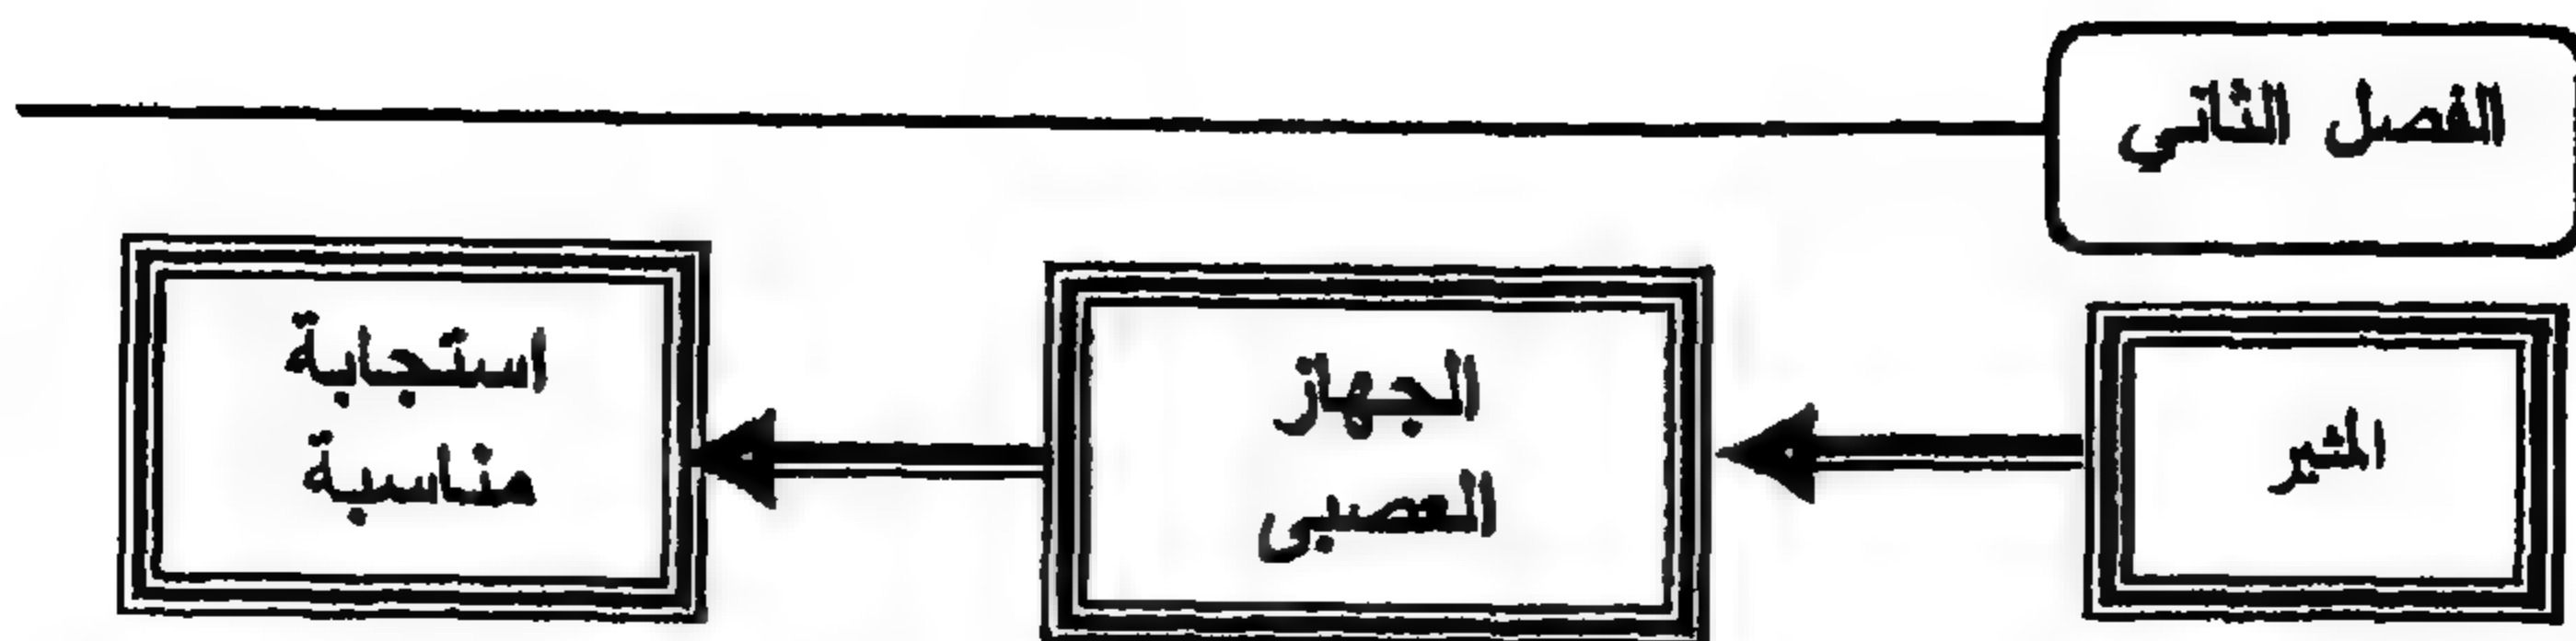 الفصل الثاني
المثير
الجهاز
العصبى
استجابة
مناسبة